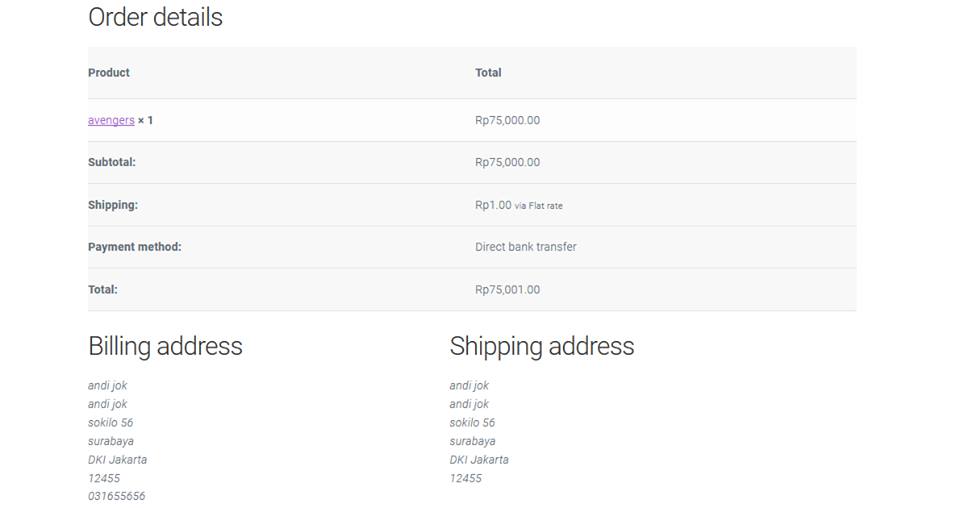 Order details
Product Total
avengers × 1 Rp75,000.00
Subtotal: Rp75,000.00
Shipping: Rp1.00 via Flat rate
Payment method: Direct bank transfer
Total: Rp75,001.00
Billing address
andi jok
andi jok
sokilo 56
surabaya
DKI Jakarta
12455
031655656
Shipping address
andi jok
andi jok
sokilo 56
surabaya
DKI Jakarta
12455